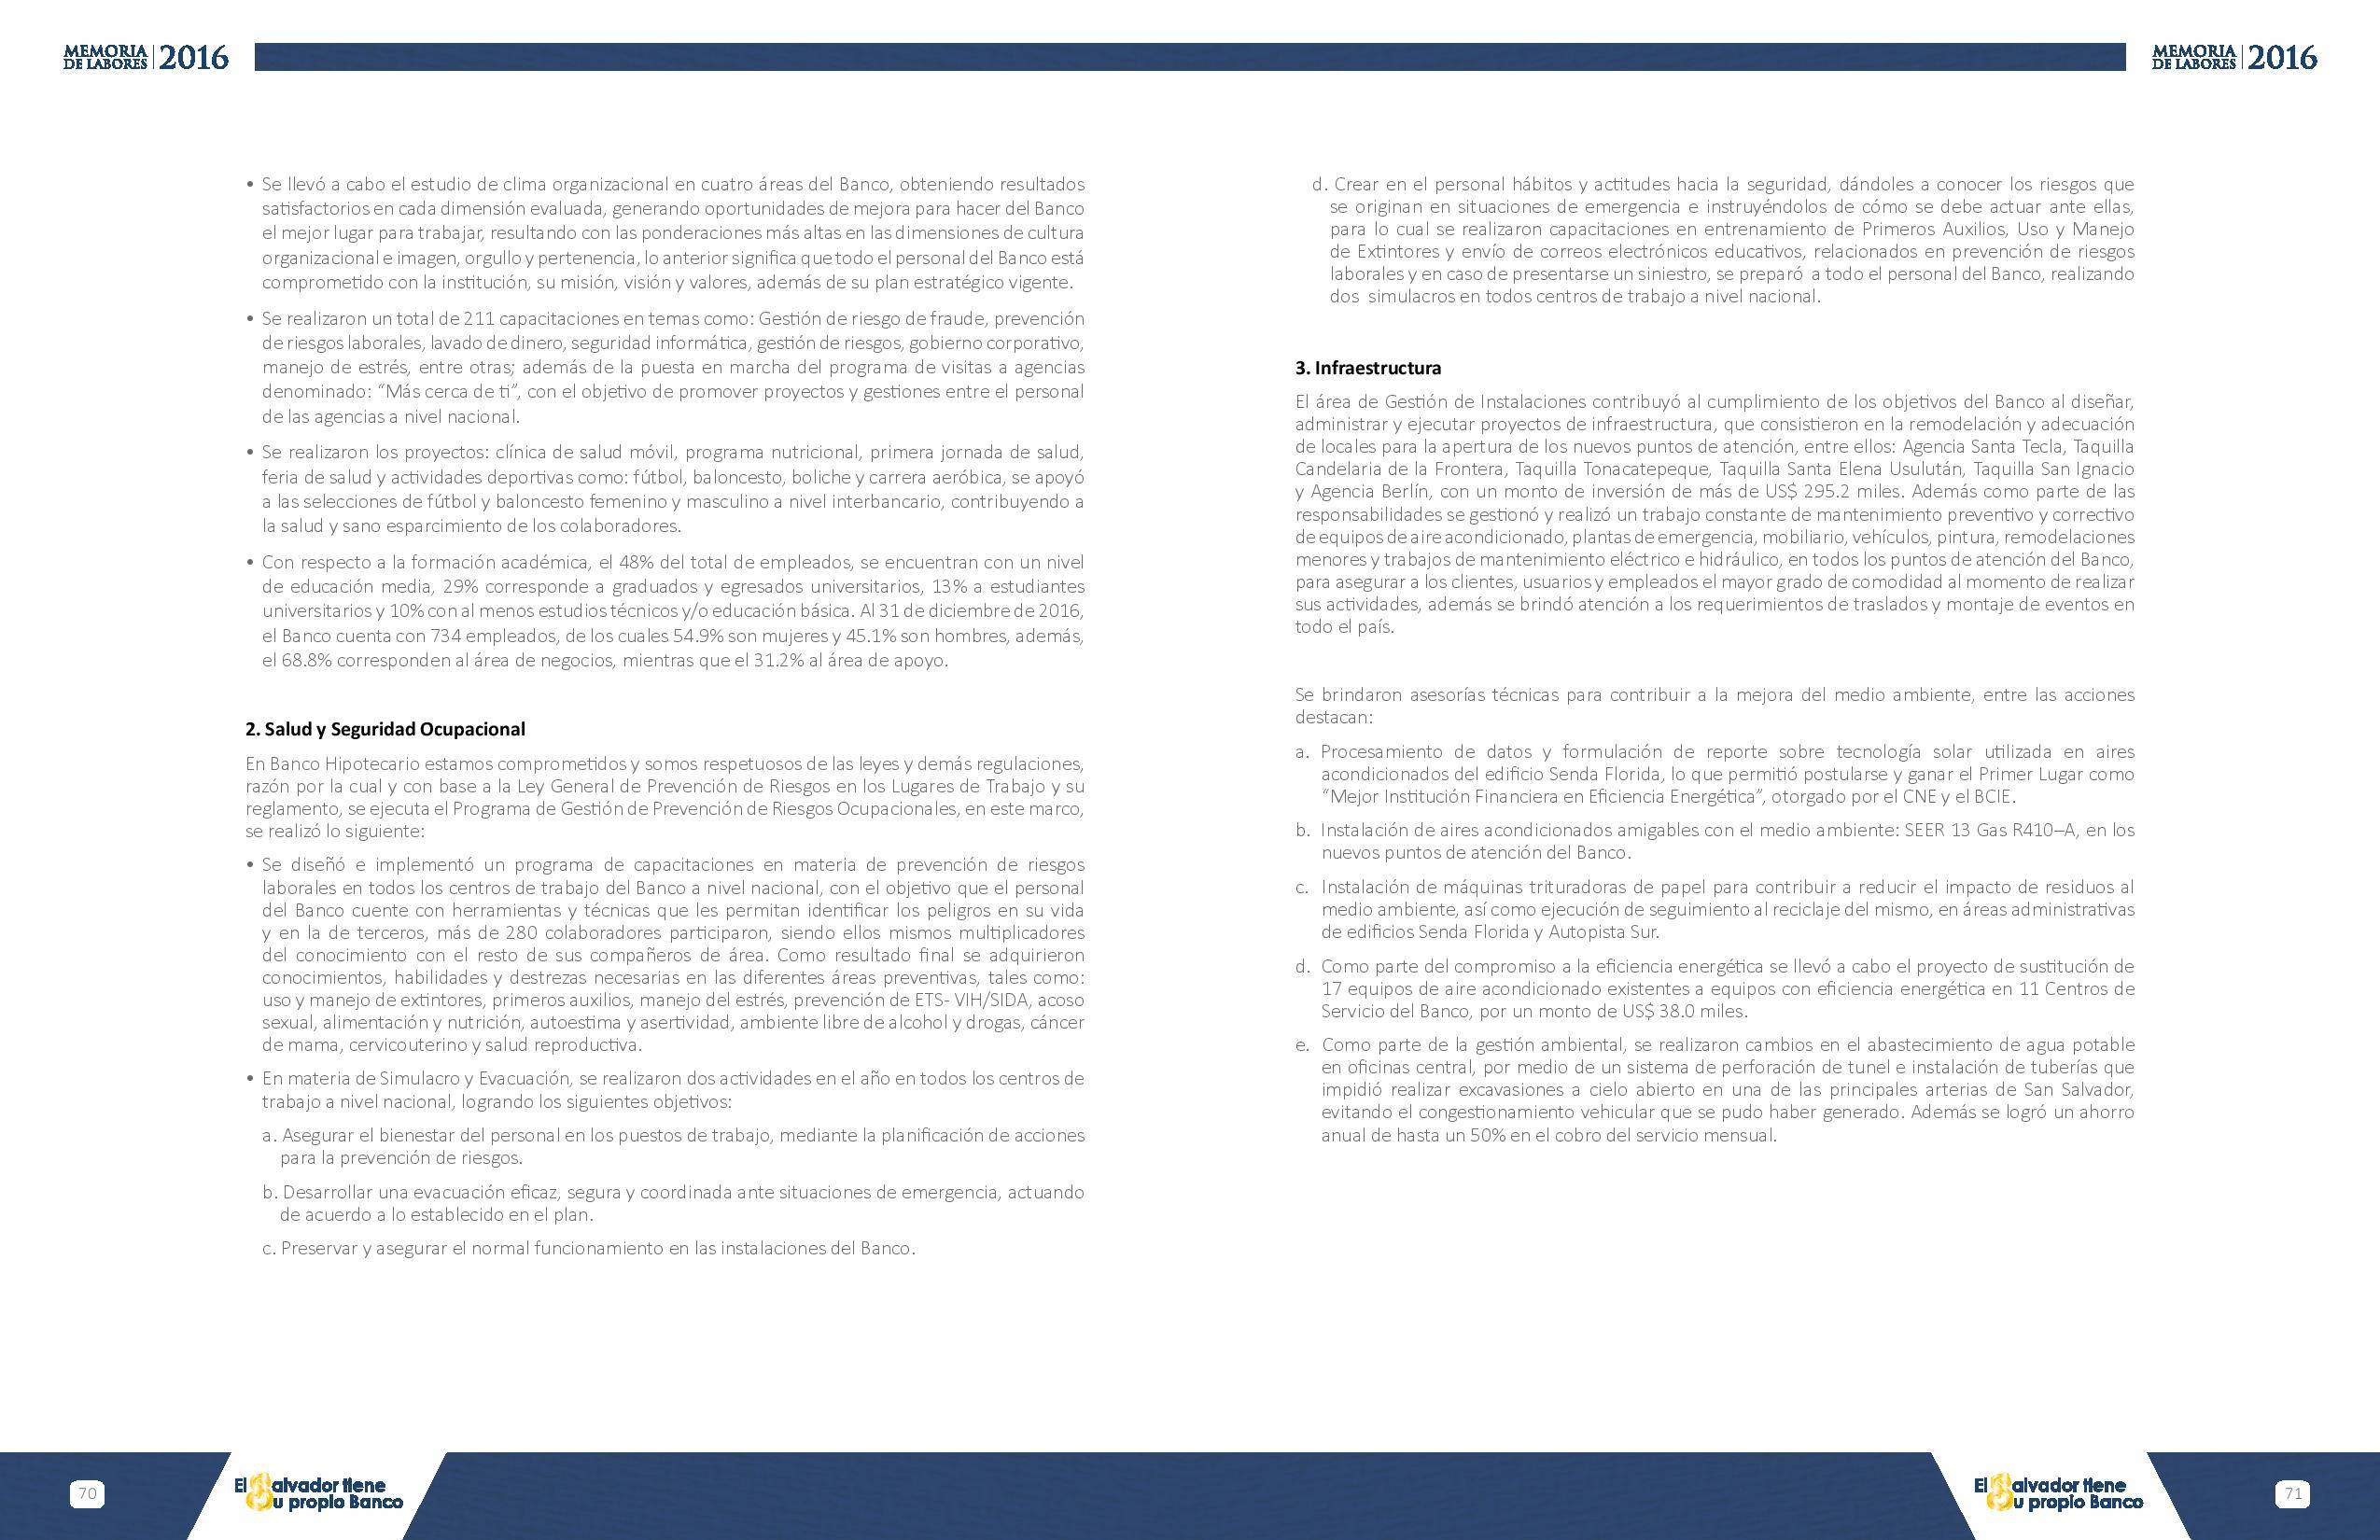 MEMORIA
DE LABORES 2016
• Se llevó a cabo el estudio de clima organizacional en cuatro áreas del Banco, obteniendo resultados
satisfactorios en cada dimensión evaluada, generando oportunidades de mejora para hacer del Banco
el mejor lugar para trabajar, resultando con las ponderaciones más altas en las dimensiones de cultura
organizacional e imagen, orgullo y pertenencia, lo anterior significa que todo el personal del Banco está
comprometido con la institución, su misión, visión y valores, además de su plan estratégico vigente.
• Se realizaron un total de 211 capacitaciones en temas como: Gestión de riesgo de fraude, prevención
de riesgos laborales, lavado de dinero, seguridad informática, gestión de riesgos, gobierno corporativo,
manejo de estrés, entre otras; además de la puesta en marcha del programa de visitas a agencias
denominado: “Más cerca de ti”, con el objetivo de promover proyectos y gestiones entre el personal
de las agencias a nivel nacional.
• Se realizaron los proyectos: clínica de salud móvil, programa nutricional, primera jornada de salud,
feria de salud y actividades deportivas como: fútbol, baloncesto, boliche y carrera aeróbica, se apoyó
a las selecciones de fútbol y baloncesto femenino y masculino a nivel interbancario, contribuyendo a
la salud y sano esparcimiento de los colaboradores.
• Con respecto a la formación académica, el 48% del total de empleados, se encuentran con un nivel
de educación media, 29% corresponde a graduados y egresados universitarios, 13% a estudiantes
universitarios y 10% con al menos estudios técnicos y/o educación básica. Al 31 de diciembre de 2016,
el Banco cuenta con 734 empleados, de los cuales 54.9% son mujeres y 45.1% son hombres, además,
el 68.8% corresponden al área de negocios, mientras que el 31.2% al área de apoyo.
2. Salud y Seguridad Ocupacional
En Banco Hipotecario estamos comprometidos y somos respetuosos de las leyes y demás regulaciones,
razón por la cual y con base a la Ley General de Prevención de Riesgos en los Lugares de Trabajo y su
reglamento, se ejecuta el Programa de Gestión de Prevención de Riesgos Ocupacionales, en este marco,
se realizó lo siguiente:
• Se diseñó e implementó un programa de capacitaciones en materia de prevención de riesgos
laborales en todos los centros de trabajo del Banco a nivel nacional, con el objetivo que el personal
del Banco cuente con herramientas y técnicas que les permitan identificar los peligros en su vida
y en la de terceros, más de 280 colaboradores participaron, siendo ellos mismos multiplicadores
del conocimiento con el resto de sus compañeros de área. Como resultado final se adquirieron
conocimientos, habilidades y destrezas necesarias en las diferentes áreas preventivas, tales como:
uso y manejo de extintores, primeros auxilios, manejo del estrés, prevención de ETS- VIH/SIDA, acoso
sexual, alimentación y nutrición, autoestima y asertividad, ambiente libre de alcohol y drogas, cáncer
de mama, cervicouterino y salud reproductiva.
• En materia de Simulacro y Evacuación, se realizaron dos actividades en el año en todos los centros de
trabajo a nivel nacional, logrando los siguientes objetivos:
a. Asegurar el bienestar del personal en los puestos de trabajo, mediante la planificación de acciones
para la prevención de riesgos.
b. Desarrollar una evacuación eficaz, segura y coordinada ante situaciones de emergencia, actuando
de acuerdo a lo establecido en el plan.
c. Preservar y asegurar el normal funcionamiento en las instalaciones del Banco.
70
El Salvador tiene
Su propio Banco
MEMORIA
DE LABORES 2016
d. Crear en el personal hábitos y actitudes hacia la seguridad, dándoles a conocer los riesgos que
se originan en situaciones de emergencia e instruyéndolos de cómo se debe actuar ante ellas,
para lo cual se realizaron capacitaciones en entrenamiento de Primeros Auxilios, Uso y Manejo
de Extintores y envío de correos electrónicos educativos, relacionados en prevención de riesgos
laborales y en caso de presentarse un siniestro, se preparó a todo el personal del Banco, realizando
dos simulacros en todos centros de trabajo a nivel nacional.
3. Infraestructura
El área de Gestión de Instalaciones contribuyó al cumplimiento de los objetivos del Banco al diseñar,
administrar y ejecutar proyectos de infraestructura, que consistieron en la remodelación y adecuación
de locales para la apertura de los nuevos puntos de atención, entre ellos: Agencia Santa Tecla, Taquilla
Candelaria de la Frontera, Taquilla Tonacatepeque, Taquilla Santa Elena Usulután, Taquilla San Ignacio
y Agencia Berlín, con un monto de inversión de más de US$ 295.2 miles. Además como parte de las
responsabilidades se gestionó y realizó un trabajo constante de mantenimiento preventivo y correctivo
de equipos de aire acondicionado, plantas de emergencia, mobiliario, vehículos, pintura, remodelaciones
menores y trabajos de mantenimiento eléctrico e hidráulico, en todos los puntos de atención del Banco,
para asegurar a los clientes, usuarios y empleados el mayor grado de comodidad al momento de realizar
sus actividades, además se brindó atención a los requerimientos de traslados y montaje de eventos en
todo el país.
Se brindaron asesorías técnicas para contribuir a la mejora del medio ambiente, entre las acciones
destacan:
a. Procesamiento de datos y formulación de reporte sobre tecnología solar utilizada en aires
acondicionados del edificio Senda Florida, lo que permitió postularse y ganar el Primer Lugar como
“Mejor Institución Financiera en Eficiencia Energética”, otorgado por el CNE y el BCIE.
b. Instalación de aires acondicionados amigables con el medio ambiente: SEER 13 Gas R410–A, en los
nuevos puntos de atención del Banco.
c. Instalación de máquinas trituradoras de papel para contribuir a reducir el impacto de residuos al
medio ambiente, así como ejecución de seguimiento al reciclaje del mismo, en áreas administrativas
de edificios Senda Florida y Autopista Sur.
d. Como parte del compromiso a la eficiencia energética se llevó a cabo el proyecto de sustitución de
17 equipos de aire acondicionado existentes a equipos con eficiencia energética en 11 Centros de
Servicio del Banco, por un monto de US$ 38.0 miles.
e. Como parte de la gestión ambiental, se realizaron cambios en el abastecimiento de agua potable
en oficinas central, por medio de un sistema de perforación de tunel e instalación de tuberías que
impidió realizar excavasiones a cielo abierto en una de las principales arterias de San Salvador,
evitando el congestionamiento vehicular que se pudo haber generado. Además se logró un ahorro
anual de hasta un 50% en el cobro del servicio mensual.
El Salvador tiene
Su propio Banco
71